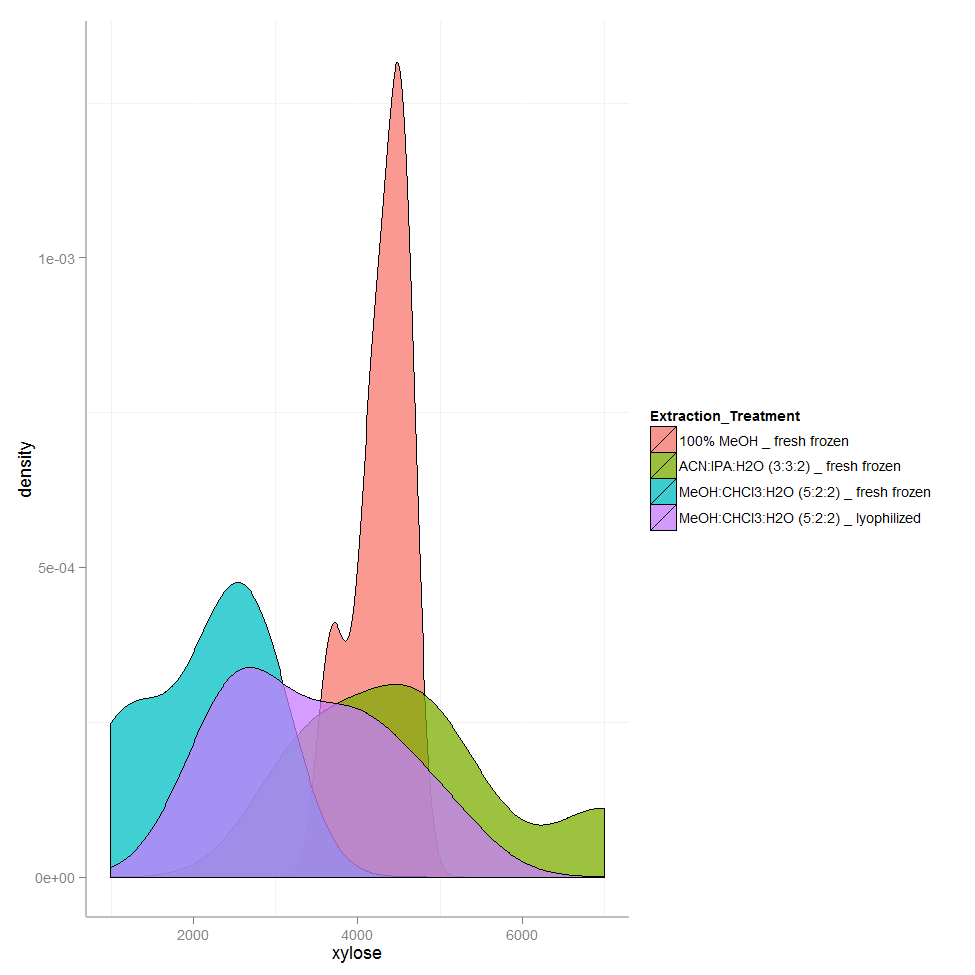 density
1e-03
5e-04
0e+00
2000
4000
6000
xylose
Extraction_Treatment
100% MeOH _ fresh frozen
ACN:IPA:H2O (3:3:2) _ fresh frozen
MeOH:CHCl3:H2O (5:2:2) _ fresh frozen
MeOH:CHCl3:H2O (5:2:2) _ lyophilized